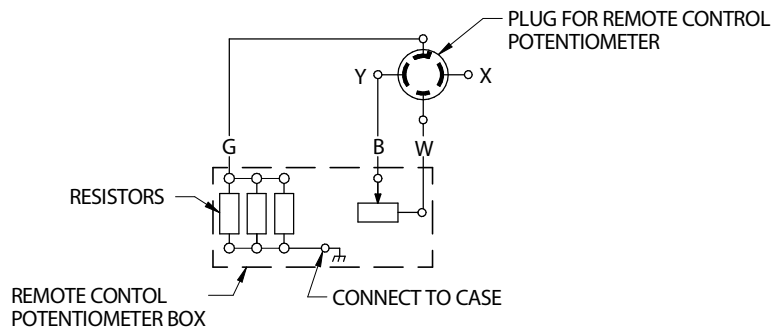 PLUG FOR REMOTE CONTROL
POTENTIOMETER
Y
X
G
B
W
RESISTORS
REMOTE CONTOL
POTENTIOMETER BOX
CONNECT TO CASE